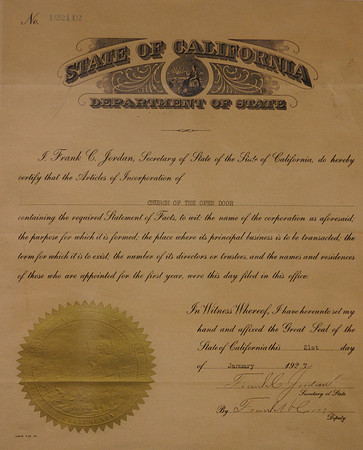 No.
STATE OF CALIFORNIA
DEPARTMENT OF STATE
I, Frank C. Jordan, Secretary of State of the State of California, do hereby
certify that the Articles of Incorporation of
CHURCH OF THE OPEN DOOR
containing the required Statement of Facts, to wit: the name of the corporation as aforesaid;
the purpose for which it is formed; the place where its principal business is to be transacted; the
term for which it is to exist; the number of its directors or trustees, and the names and residences
of those who are appointed for the first year, were this day filed in this office.
In Witness Whereof, I have hereunto set my
hand and affixed the Great Seal of the
State of California this 21st day
of January 192
Frank C. Jordan
Secretary of State
By Frank
Deputy